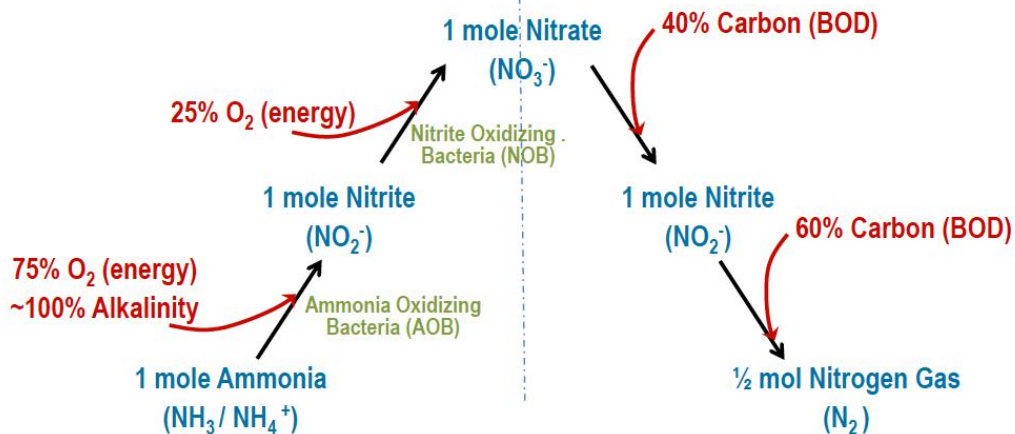 1 mole Nitrate
(NO₃⁻)
40% Carbon (BOD)
25% O₂ (energy)
Nitrite Oxidizing .
Bacteria (NOB)
1 mole Nitrite
(NO₂⁻)
1 mole Nitrite
(NO₂⁻)
60% Carbon (BOD)
75% O₂ (energy)
~100% Alkalinity
Ammonia Oxidizing
Bacteria (AOB)
1 mole Ammonia
(NH₃ / NH₄⁺)
½ mol Nitrogen Gas
(N₂)